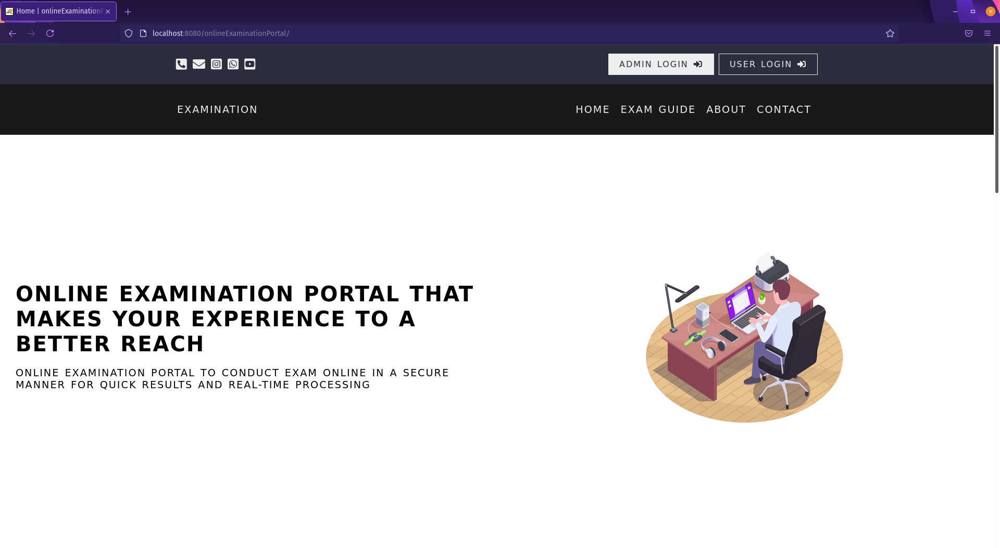 Home | onlineExaminationP
localhost:8080/onlineExaminationPortal/
ADMIN LOGIN
USER LOGIN
EXAMINATION
HOME EXAM GUIDE ABOUT CONTACT
ONLINE EXAMINATION PORTAL THAT
MAKES YOUR EXPERIENCE TO A
BETTER REACH
ONLINE EXAMINATION PORTAL TO CONDUCT EXAM ONLINE IN A SECURE
MANNER FOR QUICK RESULTS AND REAL-TIME PROCESSING